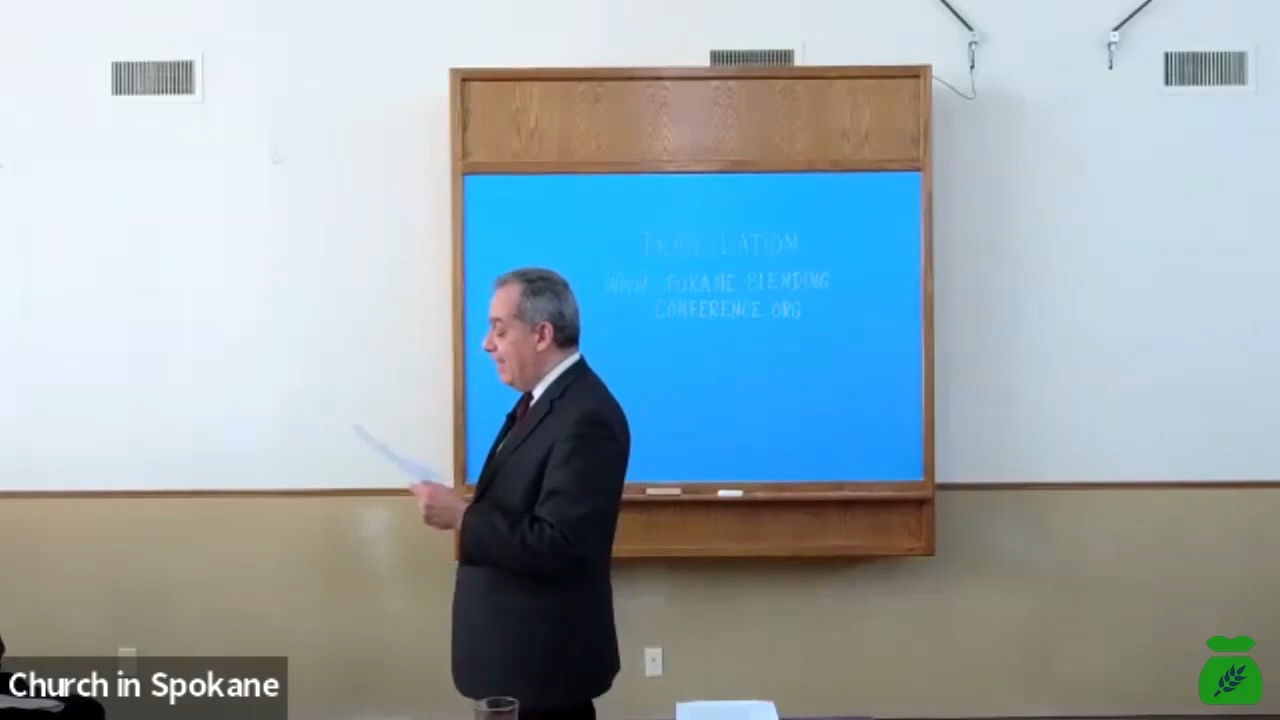 TRANSLATION
WWW SPOKANE BLENDING
CONFERENCE ORG
Church in Spokane